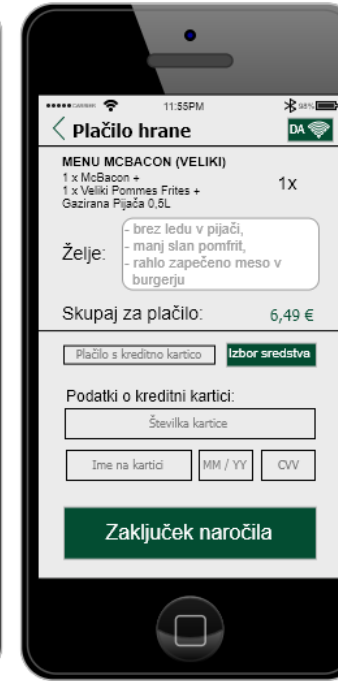 11:55PM
98%
Plačilo hrane
DA
MENU MCBACON (VELIKI)
1 x McBacon +
1 x Veliki Pommes Frites +
Gazirana Pijača 0,5L
1x
Želje:
- brez ledu v pijači,
- manj slan pomfrit,
- rahlo zapečeno meso v
burgerju
Skupaj za plačilo:
6,49 €
Plačilo s kreditno kartico
Izbor sredstva
Podatki o kreditni kartici:
Številka kartice
Ime na kartici
MM / YY
CVV
Zaključek naročila